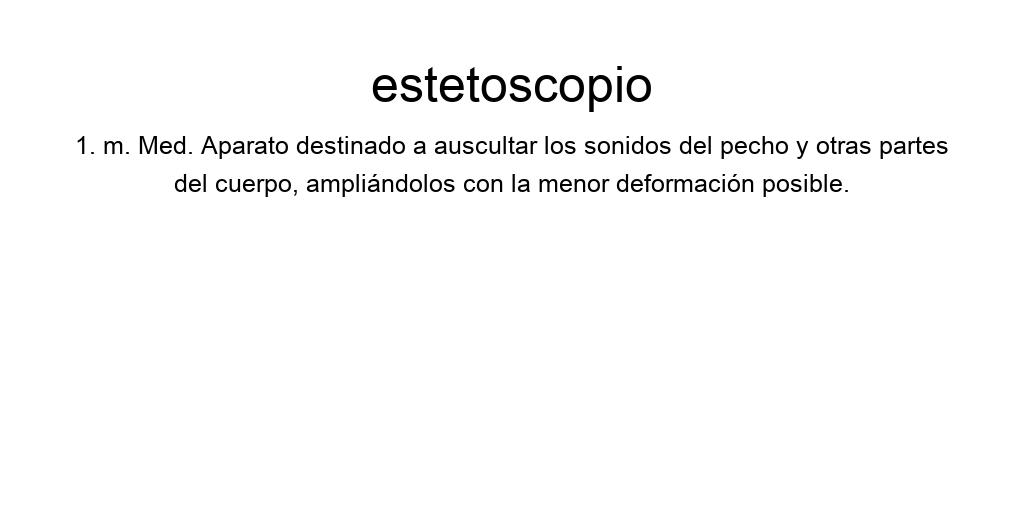 estetoscopio
1. m. Med. Aparato destinado a auscultar los sonidos del pecho y otras partes
del cuerpo, ampliándolos con la menor deformación posible.